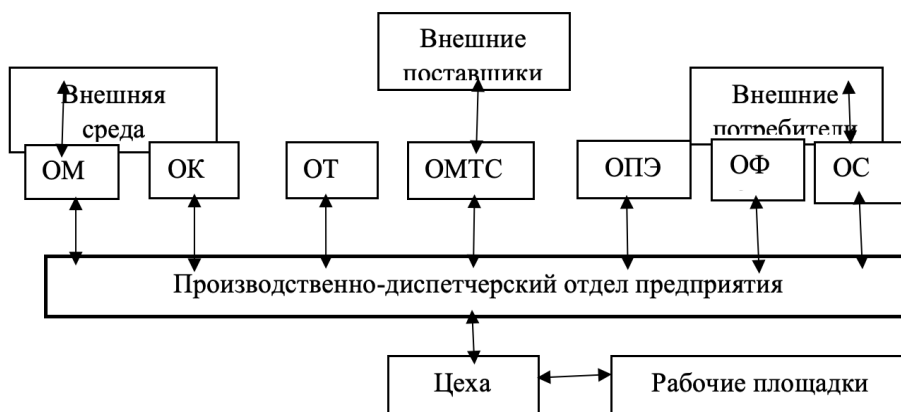 Внешние
поставщики
Внешняя
среда
Внешние
потребители
ОМ
ОК
ОТ
ОМТС
ОПЭ
ОФ
ОС
Производственно-диспетчерский отдел предприятия
Цеха
Рабочие площадки